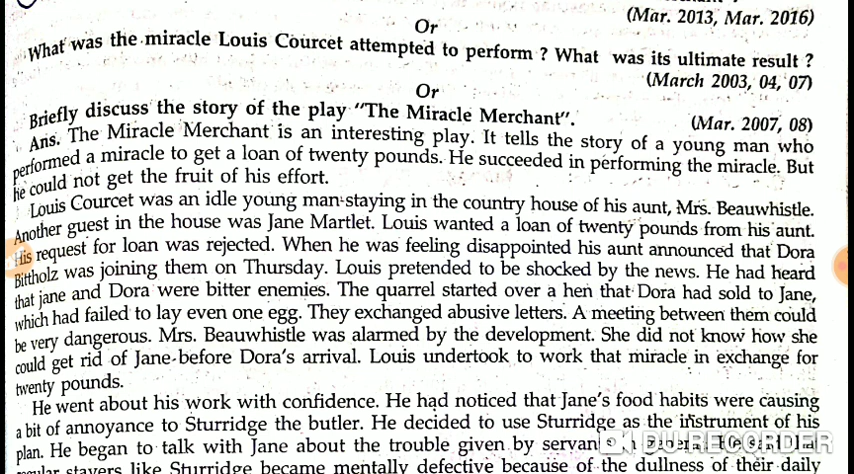 (Mar. 2013, Mar. 2016)
Or
What was the miracle Louis Courcet attempted to perform ? What was its ultimate result ?
(March 2003, 04, '07)
Or
Briefly discuss the story of the play "The Miracle Merchant".
(Mar. 2007, 08)
Ans. The Miracle Merchant is an interesting play. It tells the story of a young man who
performed a miracle to get a loan of twenty pounds. He succeeded in performing the miracle. But
he could not get the fruit of his effort.
Louis Courcet was an idle young man staying in the country house of his aunt, Mrs. Beauwhistle.
Another guest in the house was Jane Martlet. Louis wanted a loan of twenty pounds from his aunt.
His request for loan was rejected. When he was feeling disappointed his aunt announced that Dora
Bittholz was joining them on Thursday. Louis pretended to be shocked by the news. He had heard
that jane and Dora were bitter enemies. The quarrel started over a hen that Dora had sold to Jane,
which had failed to lay even one egg. They exchanged abusive letters. A meeting between them could
be very dangerous. Mrs. Beauwhistle was alarmed by the development. She did not know how she
could get rid of Jane before Dora's arrival. Louis undertook to work that miracle in exchange for
twenty pounds.
He went about his work with confidence. He had noticed that Jane's food habits were causing
a bit of annoyance to Sturridge the butler. He decided to use Sturridge as the instrument of his
plan. He began to talk with Jane about the trouble given by
DU RECORDER
stayers like Sturridge became mentally defective because of the dullness of their daily